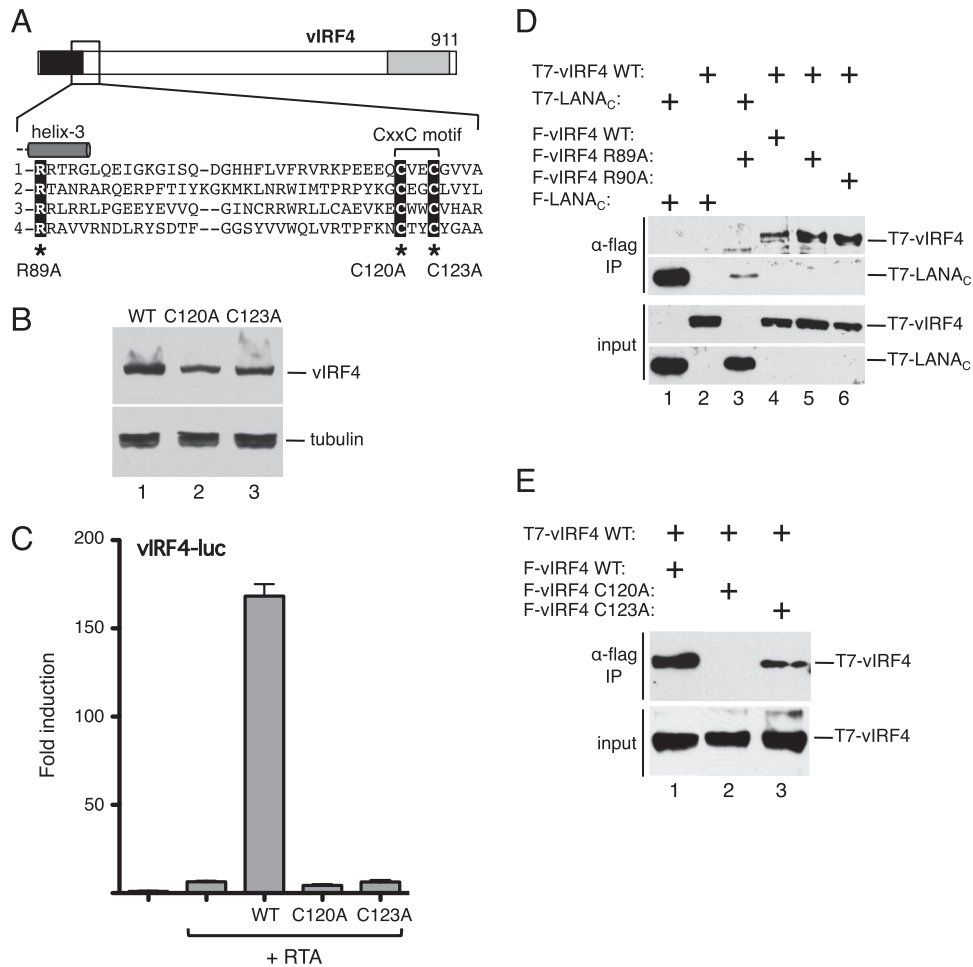 A
vIRF4
911
helix-3
CxxC motif
1-RRTRGLQEIGKGISQ-DGHHFLVFRVRKPEEEQCVECGVVA
2-RTANRARQERPFTIYKGKMKLNRWIMTPRPYKGCEGCLVYL
3-RRLRRLPGEEYEVVQ--GINCRRWRLLCAEVKECWWCVHAR
4-RRAVVRNDLRYSDTF-GGSYVVWQLVRTPFKNCTYCYGAA
* * *
R89A C120A C123A
B
WT C120A C123A
vIRF4
tubulin
1 2 3
C
vIRF4-luc
Fold induction
200
150
100
50
WT C120A C123A
+ RTA
D
T7-vIRF4 WT: + + + +
T7-LANAC: + +
F-vIRF4 WT: +
F-vIRF4 R89A: + +
F-vIRF4 R90A: +
F-LANAC: + +
α-flag IP
T7-vIRF4
T7-LANAC
input
T7-vIRF4
T7-LANAC
1 2 3 4 5 6
E
T7-vIRF4 WT: + + +
F-vIRF4 WT: +
F-vIRF4 C120A: +
F-vIRF4 C123A: +
α-flag IP
T7-vIRF4
input
T7-vIRF4
1 2 3